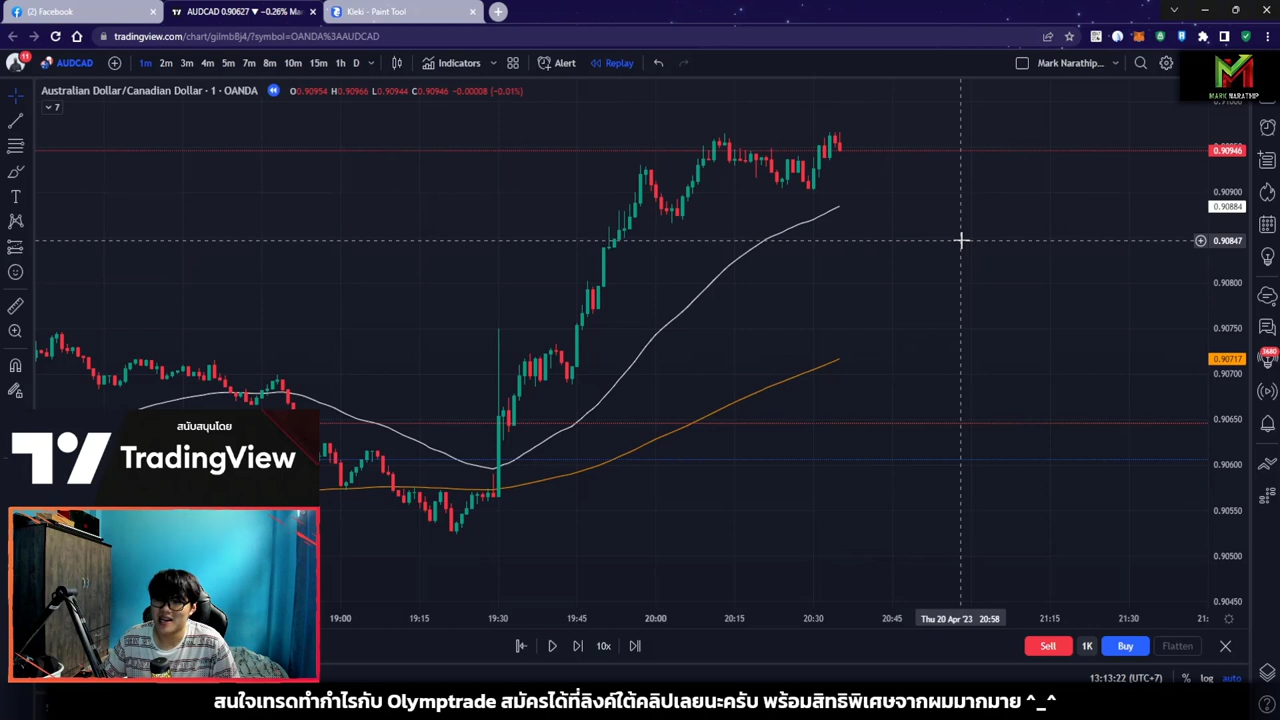 (2) Facebook
AUDCAD 0.90627 ▼ −0.26% Ma
Kleki - Paint Tool
tradingview.com/chart/gilmbBj4/?symbol=OANDA%3AAUDCAD
11
AUDCAD
1m 2m 3m 4m 5m 7m 8m 10m 15m 1h D
Indicators
Alert
Replay
Mark Narathip...
MARK NARATHIP
Australian Dollar/Canadian Dollar · 1 · OANDA
O0.90954 H0.90966 L0.90944 C0.90946 −0.00008 (−0.01%)
7
0.90946
0.90900
0.90884
0.90847
0.90800
0.90750
0.90717
0.90700
0.90650
0.90600
0.90550
0.90500
0.90450
3680
สนับสนุนโดย
TradingView
19:00 19:15 19:30 19:45 20:00 20:15 20:30 20:45 Thu 20 Apr '23 20:58 21:15 21:30 21:
10x
Sell 1K Buy Flatten
13:13:22 (UTC+7) % log auto
สนใจเทรดทำกำไรกับ Olymptrade สมัครได้ที่ลิงค์ใต้คลิปเลยนะครับ พร้อมสิทธิพิเศษจากผมมากมาย ^_^